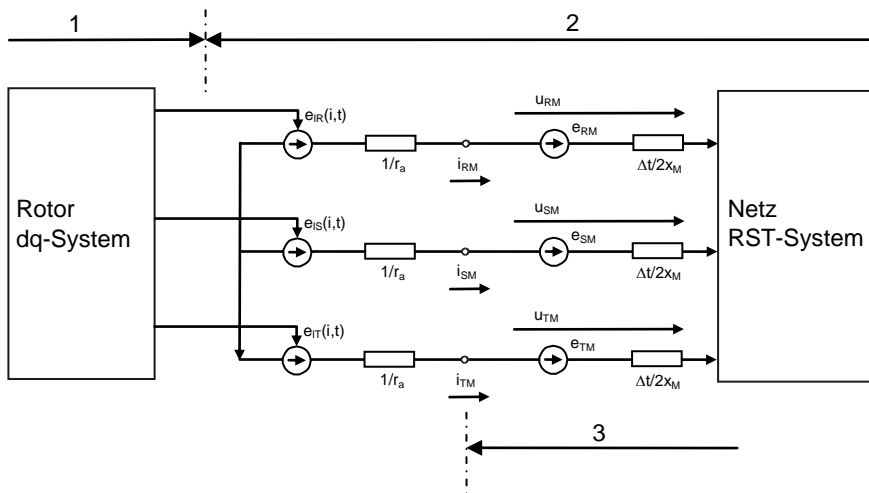 1
2
Rotor
dq-System
e_IR(i,t)
1/r_a
i_RM
u_RM
e_RM
Δt/2x_M
e_IS(i,t)
1/r_a
i_SM
u_SM
e_SM
Δt/2x_M
e_IT(i,t)
1/r_a
i_TM
u_TM
e_TM
Δt/2x_M
Netz
RST-System
3